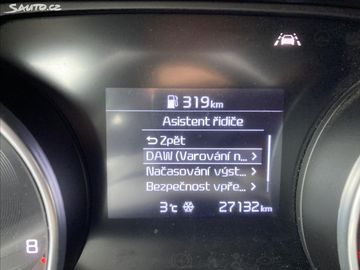 Sauto.cz
319km
Asistent řidiče
Zpět
DAW (Varování n... >
Načasování výst... >
Bezpečnost vpře... >
3°C 27132km
8